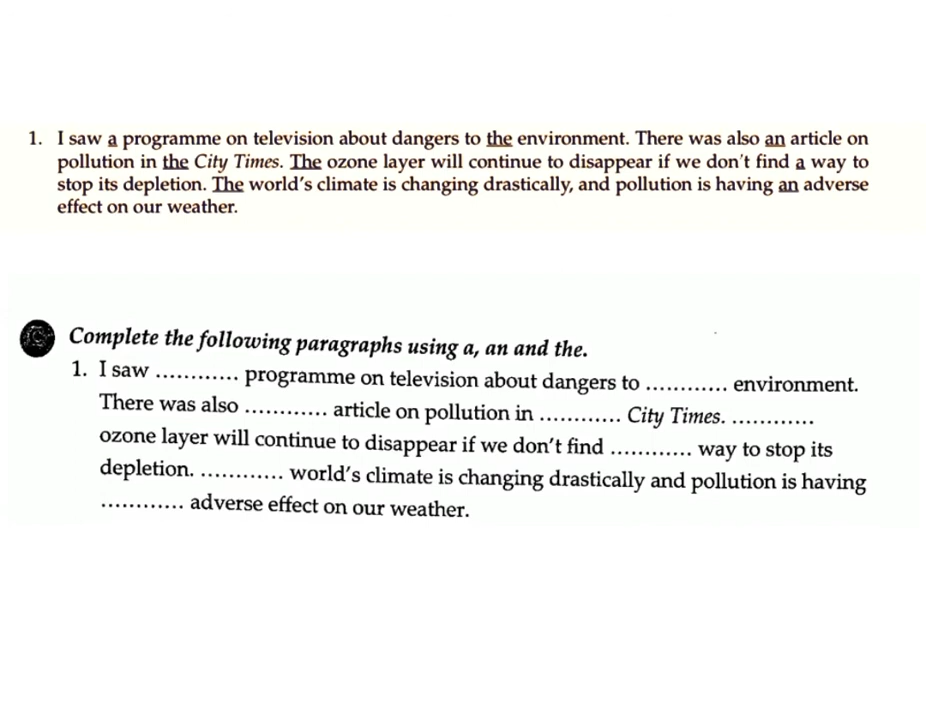 1. I saw a programme on television about dangers to the environment. There was also an article on
pollution in the City Times. The ozone layer will continue to disappear if we don't find a way to
stop its depletion. The world's climate is changing drastically, and pollution is having an adverse
effect on our weather.
C Complete the following paragraphs using a, an and the.
1. I saw ............ programme on television about dangers to ............ environment.
There was also ............ article on pollution in ............ City Times. ............
ozone layer will continue to disappear if we don't find ............ way to stop its
depletion. ............ world's climate is changing drastically and pollution is having
............ adverse effect on our weather.